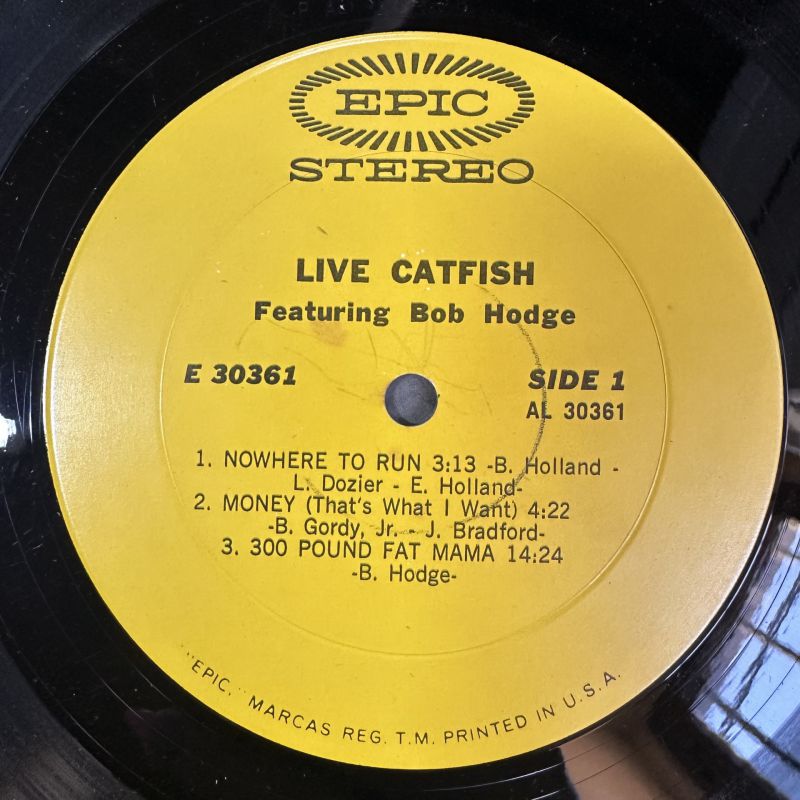 EPIC
STEREO
LIVE CATFISH
Featuring Bob Hodge
E 30361
SIDE 1
AL 30361
1. NOWHERE TO RUN 3:13 -B. Holland -
L. Dozier - E. Holland-
2. MONEY (That's What I Want) 4:22
-B. Gordy, Jr. - J. Bradford-
3. 300 POUND FAT MAMA 14:24
-B. Hodge-
"EPIC," MARCAS REG. T.M. PRINTED IN U.S.A.